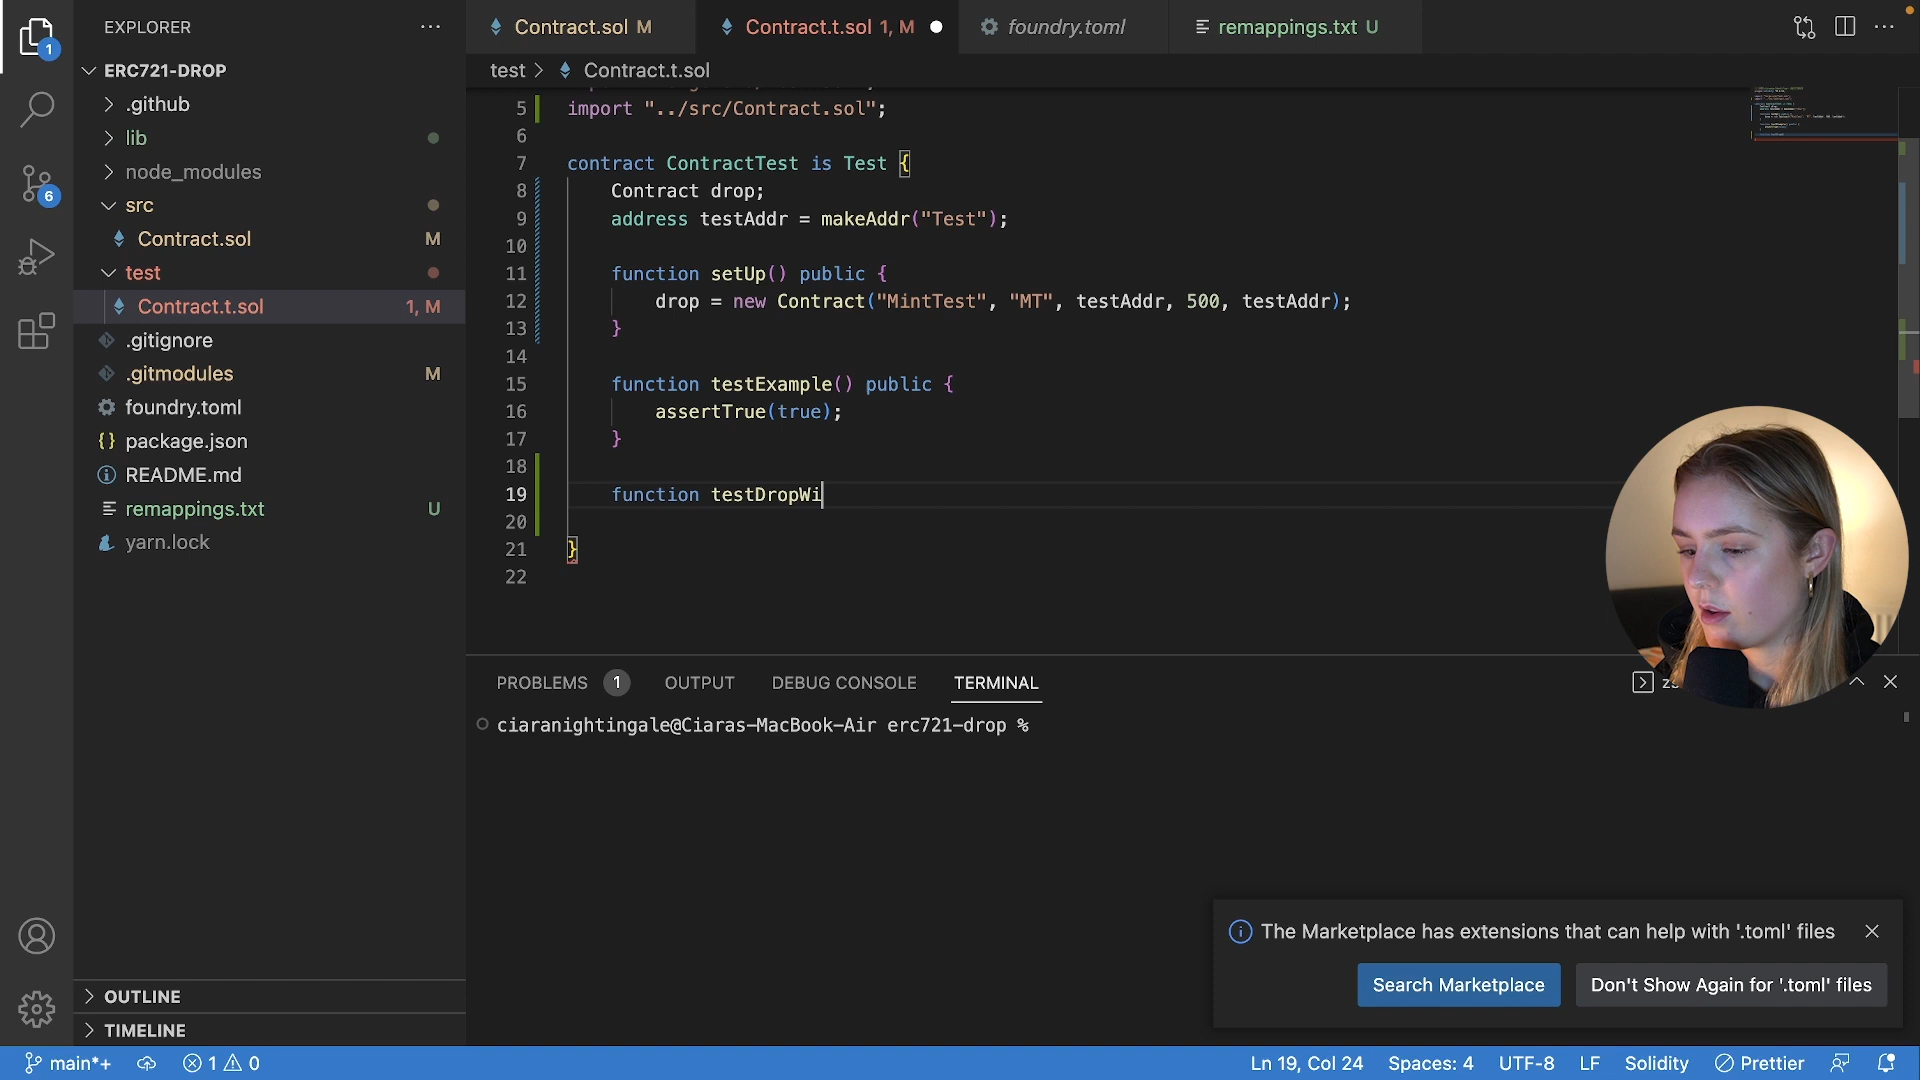 1
6
EXPLORER
ERC721-DROP
.github
lib
node_modules
src
Contract.sol M
test
Contract.t.sol 1, M
.gitignore
.gitmodules M
foundry.toml
package.json
README.md
remappings.txt U
yarn.lock
OUTLINE
TIMELINE
Contract.sol M
Contract.t.sol 1, M
foundry.toml
remappings.txt U
test > Contract.t.sol
5 import "../src/Contract.sol";
6
7 contract ContractTest is Test {
8 Contract drop;
9 address testAddr = makeAddr("Test");
10
11 function setUp() public {
12 drop = new Contract("MintTest", "MT", testAddr, 500, testAddr);
13 }
14
15 function testExample() public {
16 assertTrue(true);
17 }
18
19 function testDropWi
20
21 }
22
PROBLEMS 1 OUTPUT DEBUG CONSOLE TERMINAL
ciaranightingale@Ciaras-MacBook-Air erc721-drop %
The Marketplace has extensions that can help with '.toml' files
Search Marketplace
Don't Show Again for '.toml' files
main*+ 1 0
Ln 19, Col 24 Spaces: 4 UTF-8 LF Solidity Prettier